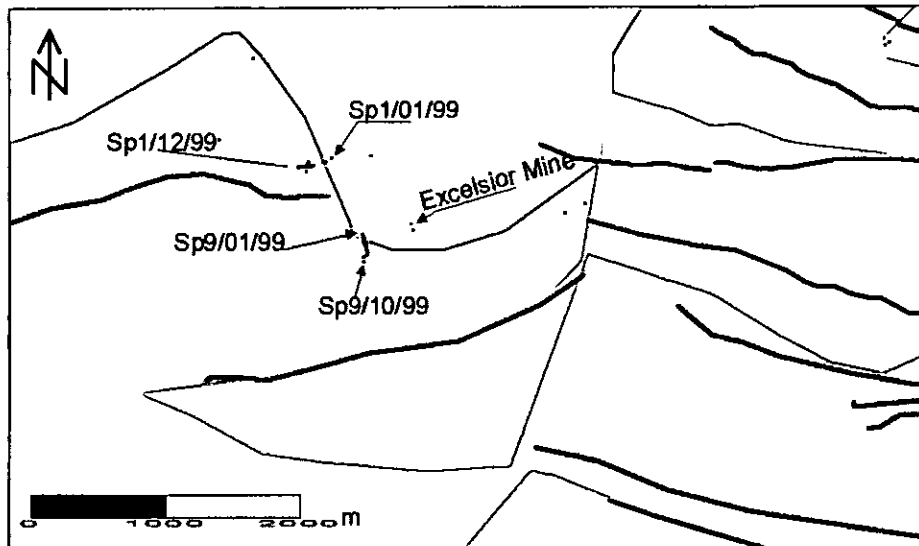 N
Sp1/01/99
Sp1/12/99
Excelsior Mine
Sp9/01/99
Sp9/10/99
0 1000 2000 m